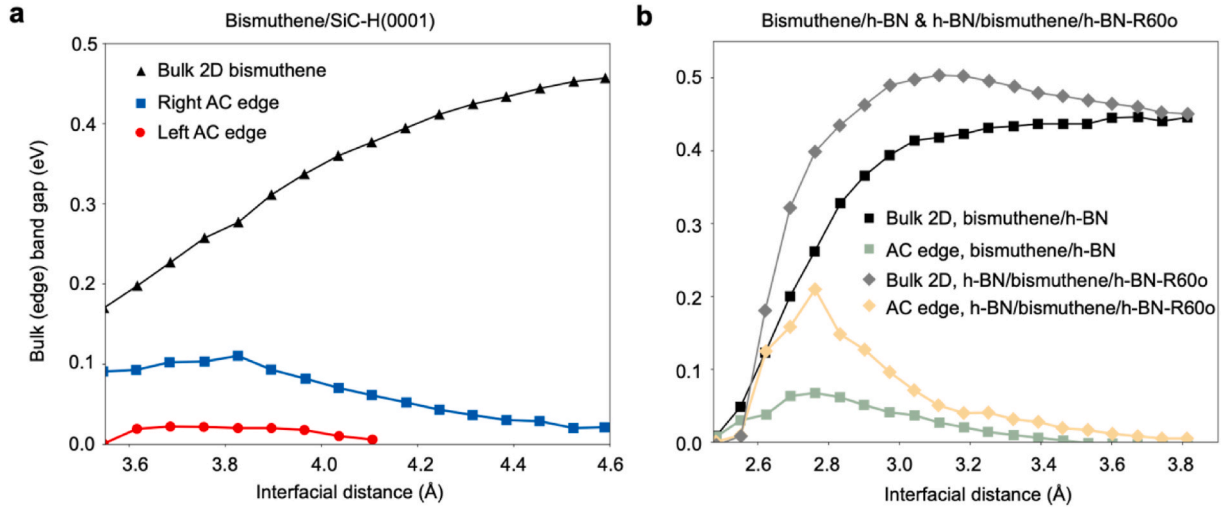 a
Bismuthene/SiC-H(0001)
Bulk (edge) band gap (eV)
0.5
0.4
0.3
0.2
0.1
0.0
Bulk 2D bismuthene
Right AC edge
Left AC edge
3.6 3.8 4.0 4.2 4.4 4.6
Interfacial distance (Å)
b
Bismuthene/h-BN & h-BN/bismuthene/h-BN-R60o
0.5
0.4
0.3
0.2
0.1
0.0
Bulk 2D, bismuthene/h-BN
AC edge, bismuthene/h-BN
Bulk 2D, h-BN/bismuthene/h-BN-R60o
AC edge, h-BN/bismuthene/h-BN-R60o
2.6 2.8 3.0 3.2 3.4 3.6 3.8
Interfacial distance (Å)